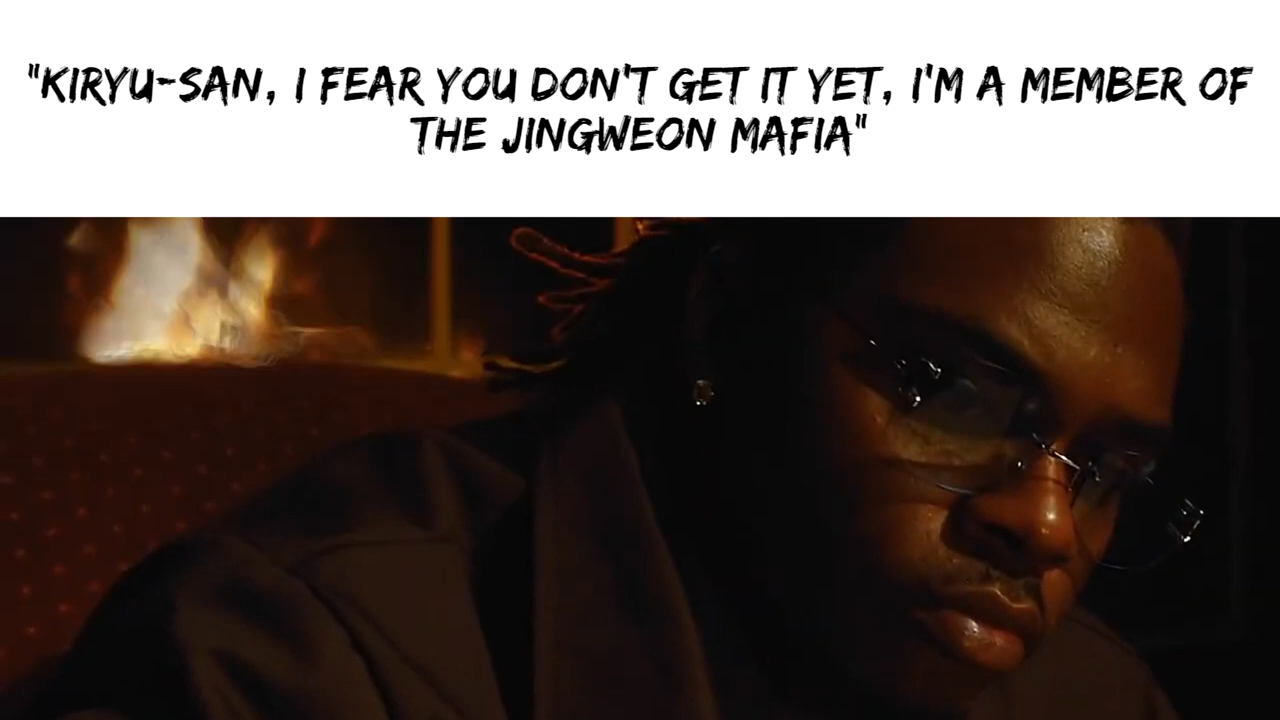 "KIRYU-SAN, I FEAR YOU DON'T GET IT YET, I'M A MEMBER OF
THE JINGWEON MAFIA"